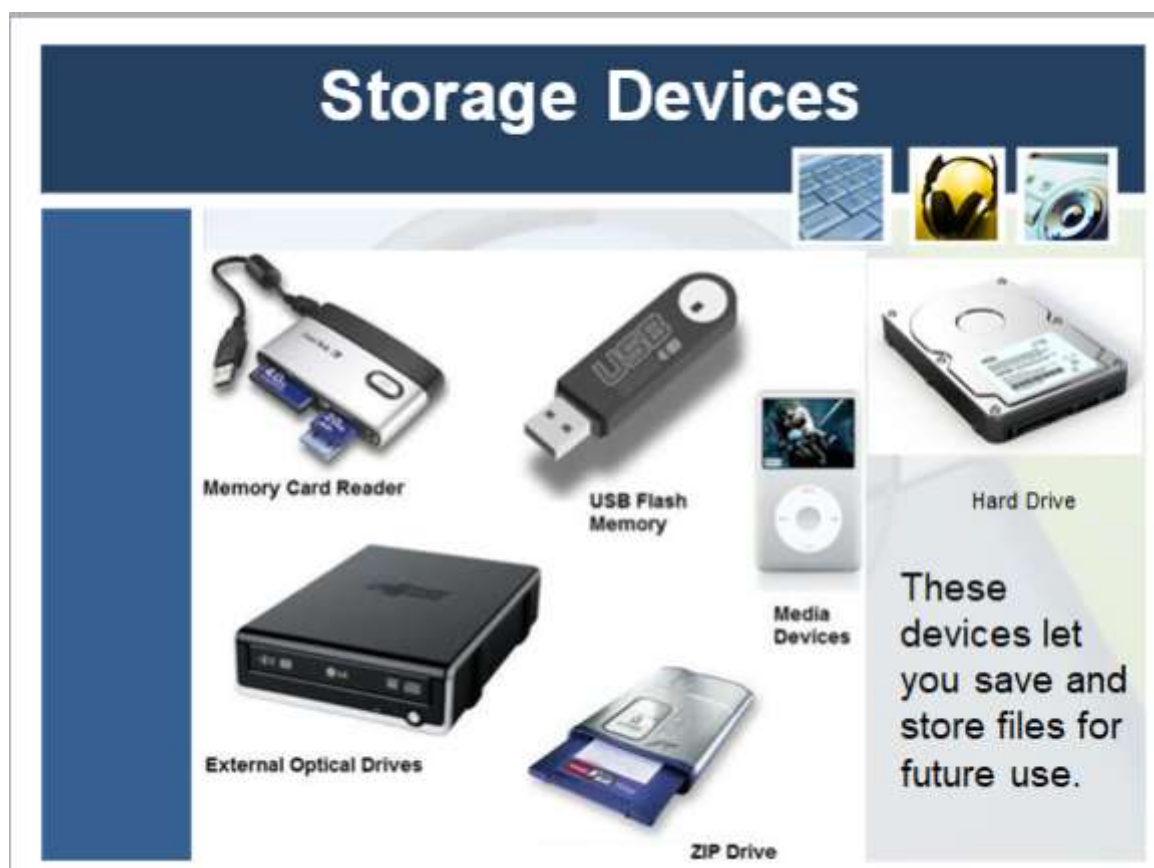 Storage Devices
USB
Memory Card Reader
USB Flash
Memory
Hard Drive
Media
Devices
These
devices let
you save and
store files for
future use.
External Optical Drives
ZIP Drive